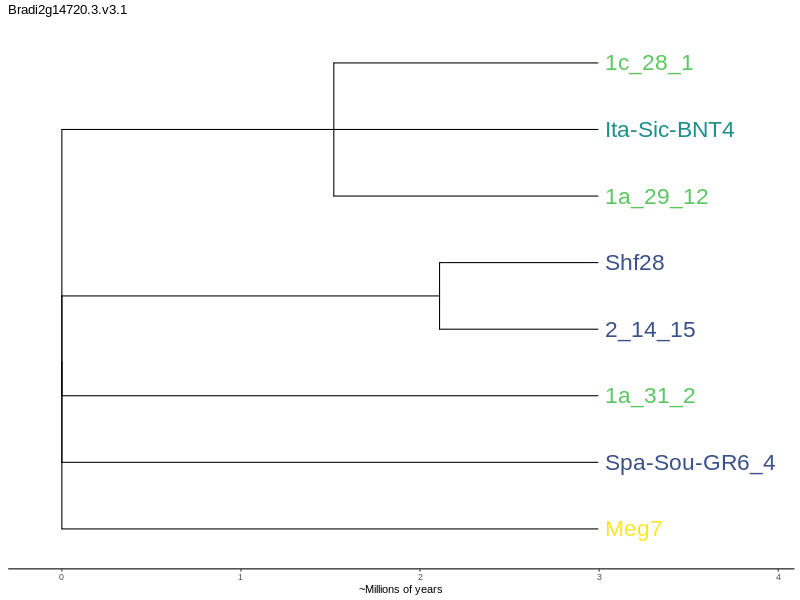 Bradi2g14720.3.v3.1
1c_28_1
Ita-Sic-BNT4
1a_29_12
Shf28
2_14_15
1a_31_2
Spa-Sou-GR6_4
Meg7
0 1 2 3 4
~Millions of years